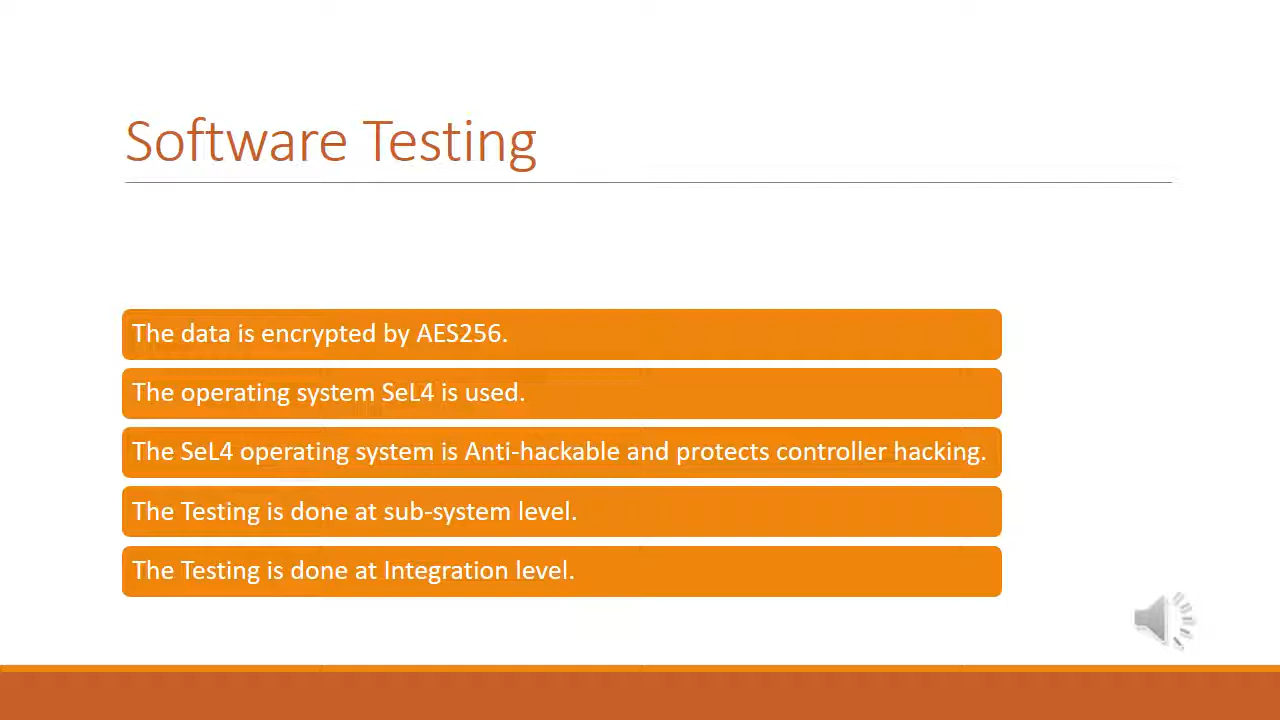 Software Testing
The data is encrypted by AES256.
The operating system SeL4 is used.
The SeL4 operating system is Anti-hackable and protects controller hacking.
The Testing is done at sub-system level.
The Testing is done at Integration level.